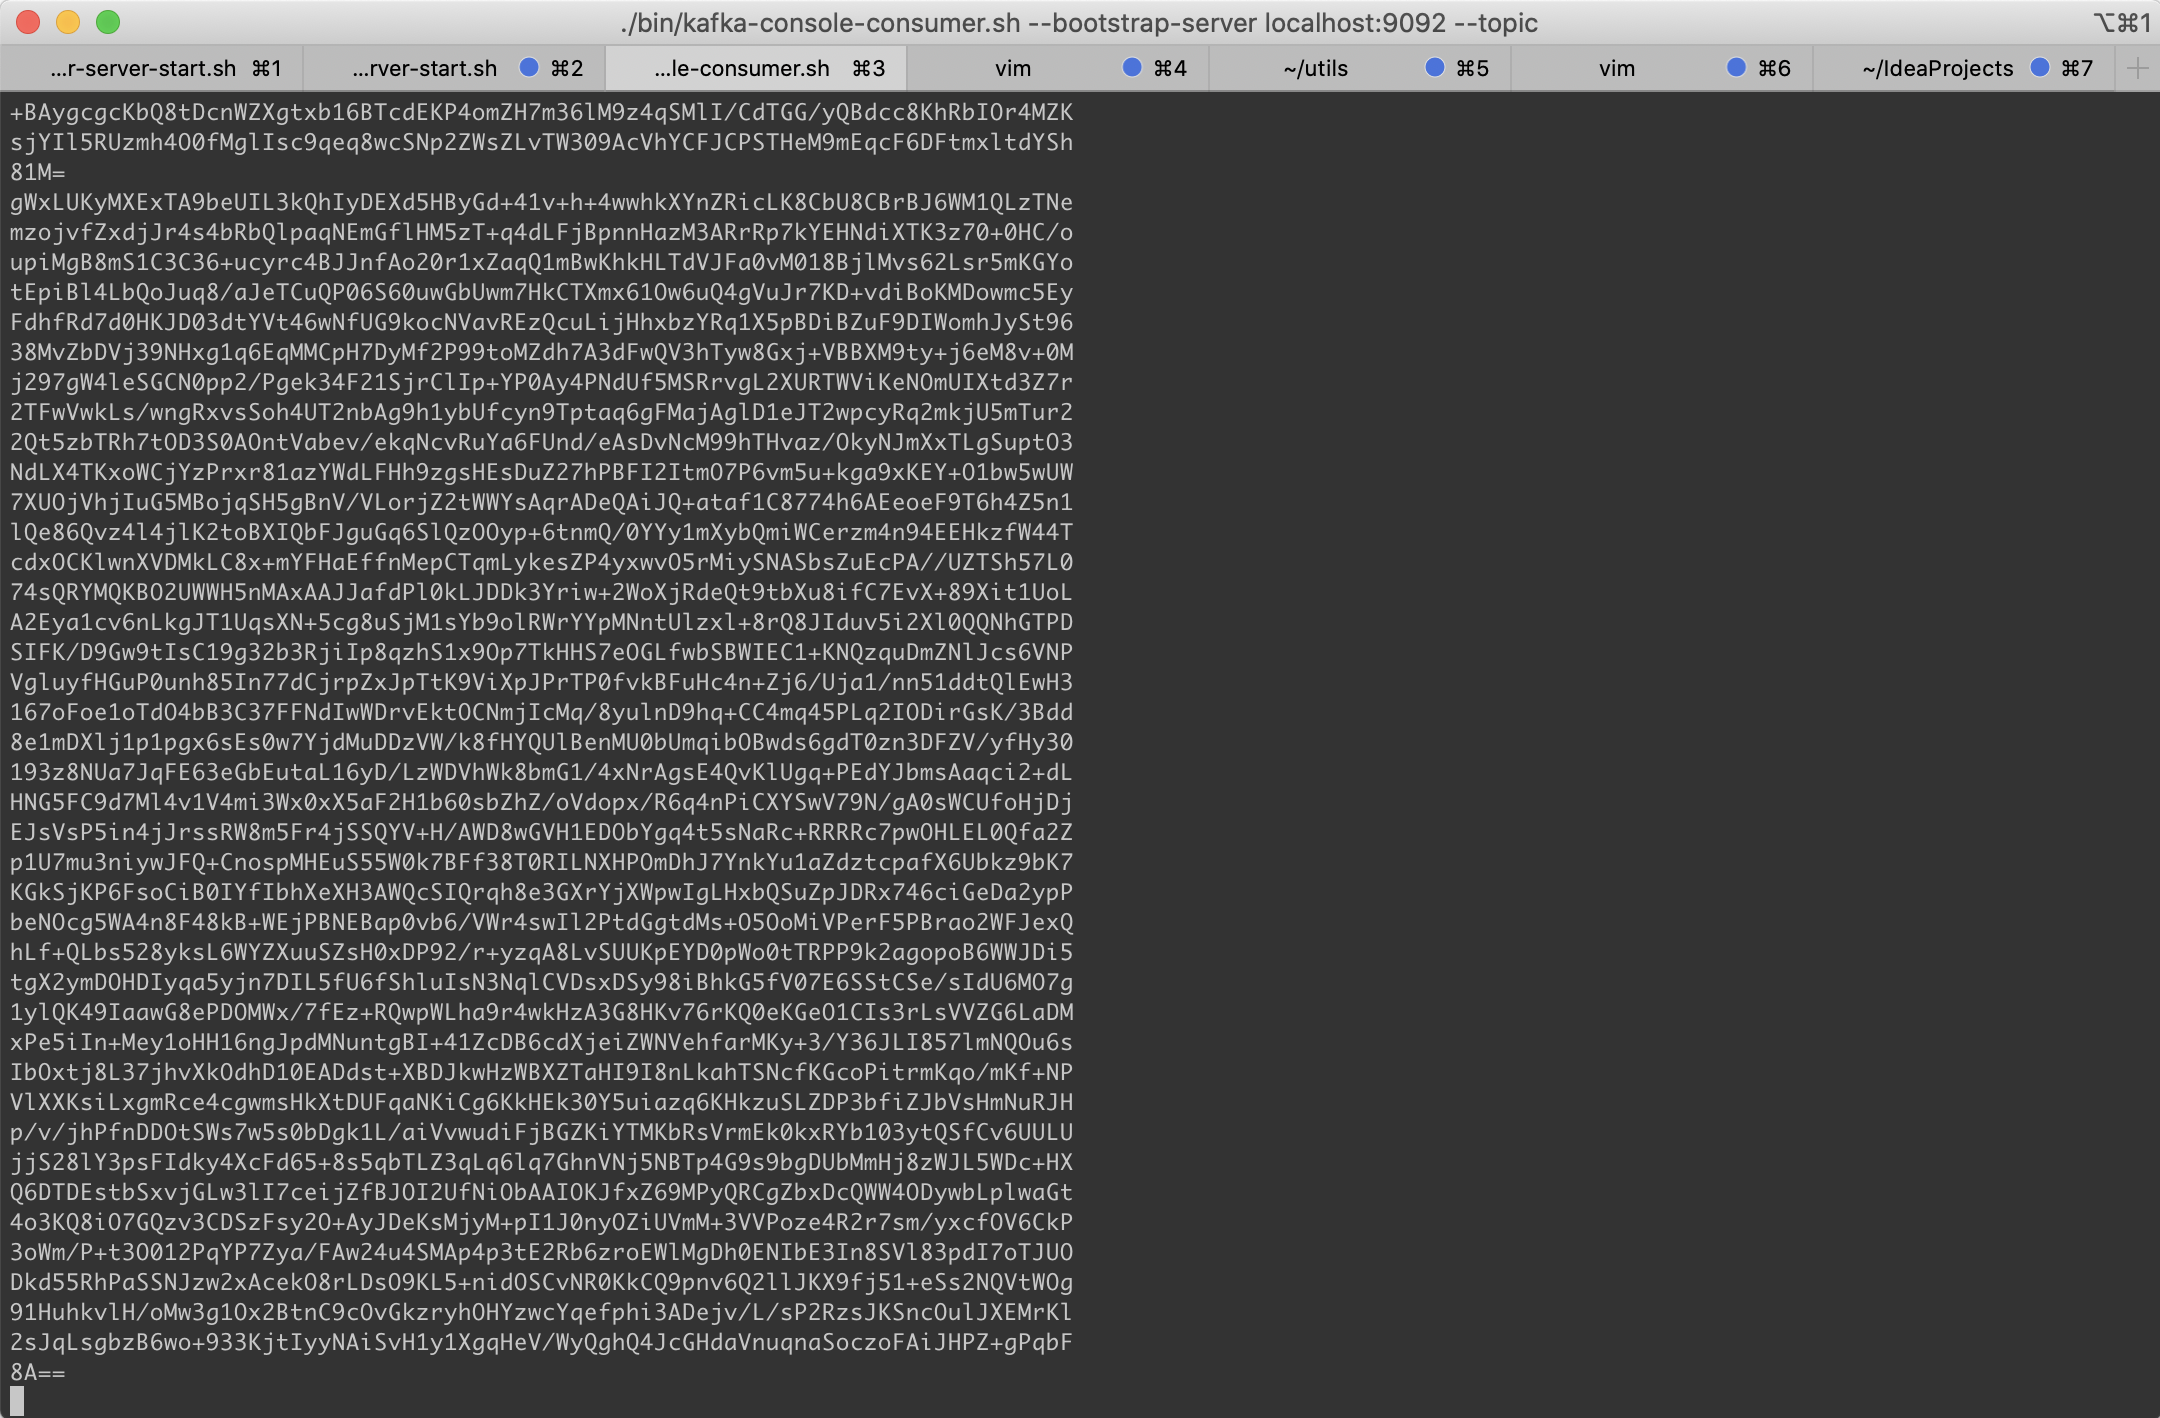 ./bin/kafka-console-consumer.sh --bootstrap-server localhost:9092 --topic
⌥⌘1
...r-server-start.sh ⌘1
...rver-start.sh ⌘2
...le-consumer.sh ⌘3
vim ⌘4
~/utils ⌘5
vim ⌘6
~/IdeaProjects ⌘7
+BAygcgcKbQ8tDcnWZXgtxb16BTcdEKP4omZH7m36lM9z4qSMlI/CdTGG/yQBdcc8KhRbIOr4MZK
sjYIl5RUzmh4O0fMglIsc9qeq8wcSNp2ZWsZLvTW309AcVhYCFJCPSTHeM9mEqcF6DFtmxltdYSh
81M=
gWxLUKyMXExTA9beUIL3kQhIyDEXd5HByGd+41v+h+4wwhkXYnZRicLK8CbU8CBrBJ6WM1QLzTNe
mzojvfZxdjJr4s4bRbQlpaqNEmGflHM5zT+q4dLFjBpnnHazM3ARrRp7kYEHNdiXTK3z70+0HC/o
upiMgB8mS1C3C36+ucyrc4BJJnfAo20r1xZaqQ1mBwKhkHLTdVJFa0vM018BjlMvs62Lsr5mKGYo
tEpiBl4LbQoJuq8/aJeTCuQP06S60uwGbUwm7HkCTXmx61Ow6uQ4gVuJr7KD+vdiBoKMDowmc5Ey
FdhfRd7d0HKJD03dtYVt46wNfUG9kocNVavREzQcuLijHhxbzYRq1X5pBDiBZuF9DIWomhJySt96
38MvZbDVj39NHxg1q6EqMMCpH7DyMf2P99toMZdh7A3dFwQV3hTyw8Gxj+VBBXM9ty+j6eM8v+0M
j297gW4leSGCN0pp2/Pgek34F21SjrClIp+YP0Ay4PNdUf5MSRrvgL2XURTWViKeNOmUIXtd3Z7r
2TFwVwkLs/wngRxvsSoh4UT2nbAg9h1ybUfcyn9Tptaq6gFMajAglD1eJT2wpcyRq2mkjU5mTur2
2Qt5zbTRh7tOD3S0AOntVabev/ekqNcvRuYa6FUnd/eAsDvNcM99hTHvaz/OkyNJmXxTLgSuptO3
NdLX4TKxoWCjYzPrxr81azYWdLFHh9zgsHEsDuZ27hPBFI2ItmO7P6vm5u+kga9xKEY+O1bw5wUW
7XUOjVhjIuG5MBojqSH5gBnV/VLorjZ2tWWYsAqrADeQAiJQ+ataf1C8774h6AEeoeF9T6h4Z5n1
lQe86Qvz4l4jlK2toBXIQbFJguGq6SlQzOOyp+6tnmQ/0YYy1mXybQmiWCerzm4n94EEHkzfW44T
cdxOCKlwnXVDMkLC8x+mYFHaEffnMepCTqmLykesZP4yxwvO5rMiySNASbsZuEcPA//UZTSh57L0
74sQRYMQKBO2UWWH5nMAxAAJJafdPl0kLJDDk3Yriw+2WoXjRdeQt9tbXu8ifC7EvX+89Xit1UoL
A2Eya1cv6nLkgJT1UqsXN+5cg8uSjM1sYb9olRWrYYpMNntUlzxl+8rQ8JIduv5i2Xl0QQNhGTPD
SIFK/D9Gw9tIsC19g32b3RjiIp8qzhS1x9Op7TkHHS7eOGLfwbSBWIEC1+KNQzquDmZNlJcs6VNP
VgluyfHGuP0unh85In77dCjrpZxJpTtK9ViXpJPrTP0fvkBFuHc4n+Zj6/Uja1/nn51ddtQlEwH3
167oFoe1oTdO4bB3C37FFNdIwWDrvEktOCNmjIcMq/8yulnD9hq+CC4mq45PLq2IODirGsK/3Bdd
8e1mDXlj1p1pgx6sEs0w7YjdMuDDzVW/k8fHYQUlBenMU0bUmqibOBwds6gdT0zn3DFZV/yfHy30
193z8NUa7JqFE63eGbEutaL16yD/LzWDVhWk8bmG1/4xNrAgsE4QvKlUgq+PEdYJbmsAaqci2+dL
HNG5FC9d7Ml4v1V4mi3Wx0xX5aF2H1b60sbZhZ/oVdopx/R6q4nPiCXYSwV79N/gA0sWCUfoHjDj
EJsVsP5in4jJrssRW8m5Fr4jSSQYV+H/AWD8wGVH1EDObYgq4t5sNaRc+RRRRc7pwOHLEL0Qfa2Z
p1U7mu3niywJFQ+CnospMHEuS55W0k7BFf38T0RILNXHPOmDhJ7YnkYu1aZdztcpafX6Ubkz9bK7
KGkSjKP6FsoCiB0IYfIbhXeXH3AWQcSIQrqh8e3GXrYjXWpwIgLHxbQSuZpJDRx746ciGeDa2ypP
beNOcg5WA4n8F48kB+WEjPBNEBap0vb6/VWr4swIl2PtdGgtdMs+O5OoMiVPerF5PBrao2WFJexQ
hLf+QLbs528yksL6WYZXuuSZsH0xDP92/r+yzqA8LvSUUKpEYD0pWo0tTRPP9k2agopoB6WWJDi5
tgX2ymDOHDIyqa5yjn7DIL5fU6fShluIsN3NqlCVDsxDSy98iBhkG5fV07E6SStCSe/sIdU6MO7g
1ylQK49IaawG8ePDOMWx/7fEz+RQwpWLha9r4wkHzA3G8HKv76rKQ0eKGeO1CIs3rLsVVZG6LaDM
xPe5iIn+Mey1oHH16ngJpdMNuntgBI+41ZcDB6cdXjeiZWNVehfarMKy+3/Y36JLI857lmNQOu6s
IbOxtj8L37jhvXkOdhD10EADdst+XBDJkwHzWBXZTaHI9I8nLkahTSNcfKGcoPitrmKqo/mKf+NP
VlXXKsiLxgmRce4cgwmsHkXtDUFqaNKiCg6KkHEk30Y5uiazq6KHkzuSLZDP3bfiZJbVsHmNuRJH
p/v/jhPfnDDOtSWs7w5s0bDgk1L/aiVvwudiFjBGZKiYTMKbRsVrmEk0kxRYb103ytQSfCv6UULU
jjS28lY3psFIdky4XcFd65+8s5qbTLZ3qLq6lq7GhnVNj5NBTp4G9s9bgDUbMmHj8zWJL5WDc+HX
Q6DTDEstbSxvjGLw3lI7ceijZfBJOI2UfNiObAAIOKJfxZ69MPyQRCgZbxDcQWW4ODywbLplwaGt
4o3KQ8iO7GQzv3CDSzFsy2O+AyJDeKsMjyM+pI1J0nyOZiUVmM+3VVPoze4R2r7sm/yxcfOV6CkP
3oWm/P+t3O012PqYP7Zya/FAw24u4SMAp4p3tE2Rb6zroEWlMgDh0ENIbE3In8SVl83pdI7oTJUO
Dkd55RhPaSSNJzw2xAcekO8rLDsO9KL5+nidOSCvNR0KkCCQ9pnv6Q2llJKX9fj51+eSs2NQVtWOg
91HuhkvlH/oMw3g1Ox2BtnC9cOvGkzryhOHYzwcYqefphi3ADejv/L/sP2RzsJKSncOulJXEMrKl
2sJqLsgbzB6wo+933KjtIyyNAiSvH1y1XgqHeV/WyQghQ4JcGHdaVnuqnaSoczoFAiJHPZ+gPqbF
8A==